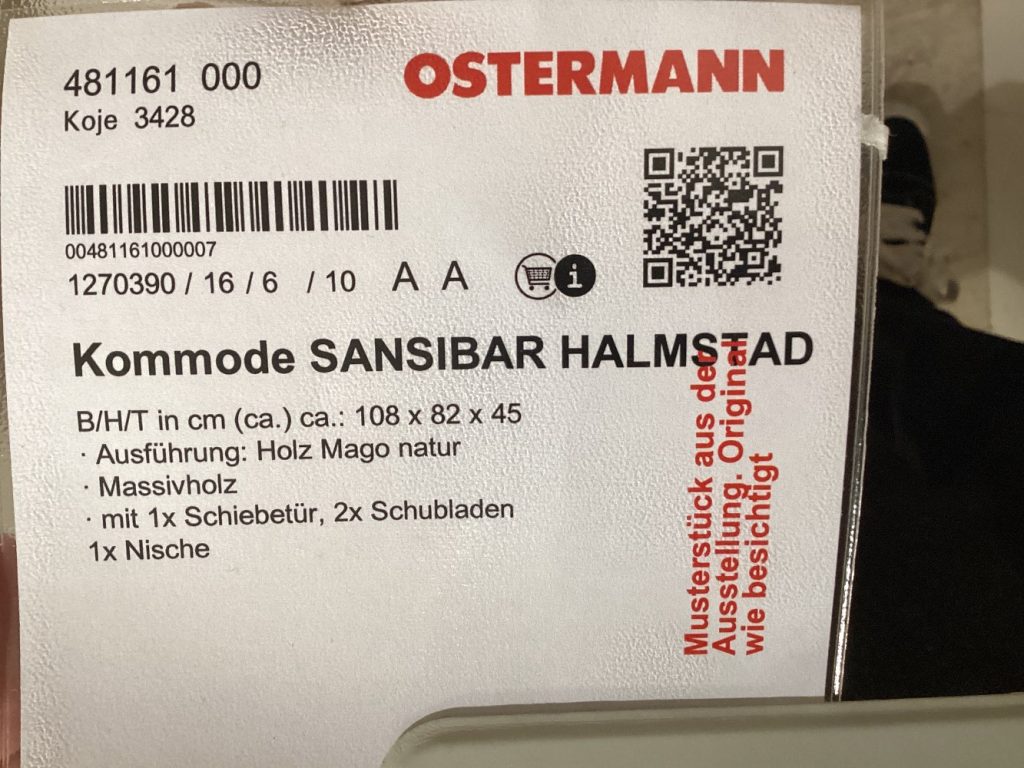 481161 000
OSTERMANN
Koje 3428
00481161000007
1270390 / 16 / 6 / 10 A A
i
Kommode SANSIBAR HALMSTAD
B/H/T in cm (ca.) ca.: 108 x 82 x 45
· Ausführung: Holz Mago natur
· Massivholz
· mit 1x Schiebetür, 2x Schubladen
1x Nische
Musterstück aus der
Ausstellung. Original
wie besichtigt